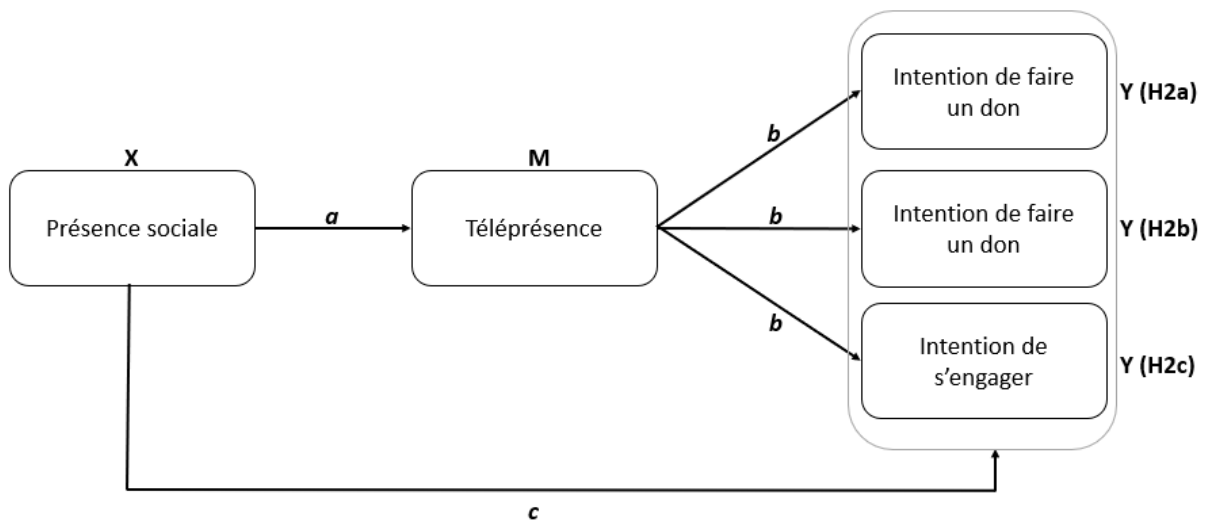 Intention de faire
un don
Y (H2a)
b
X
M
Présence sociale
a
Téléprésence
b
Intention de faire
un don
Y (H2b)
b
Intention de
s’engager
Y (H2c)
c